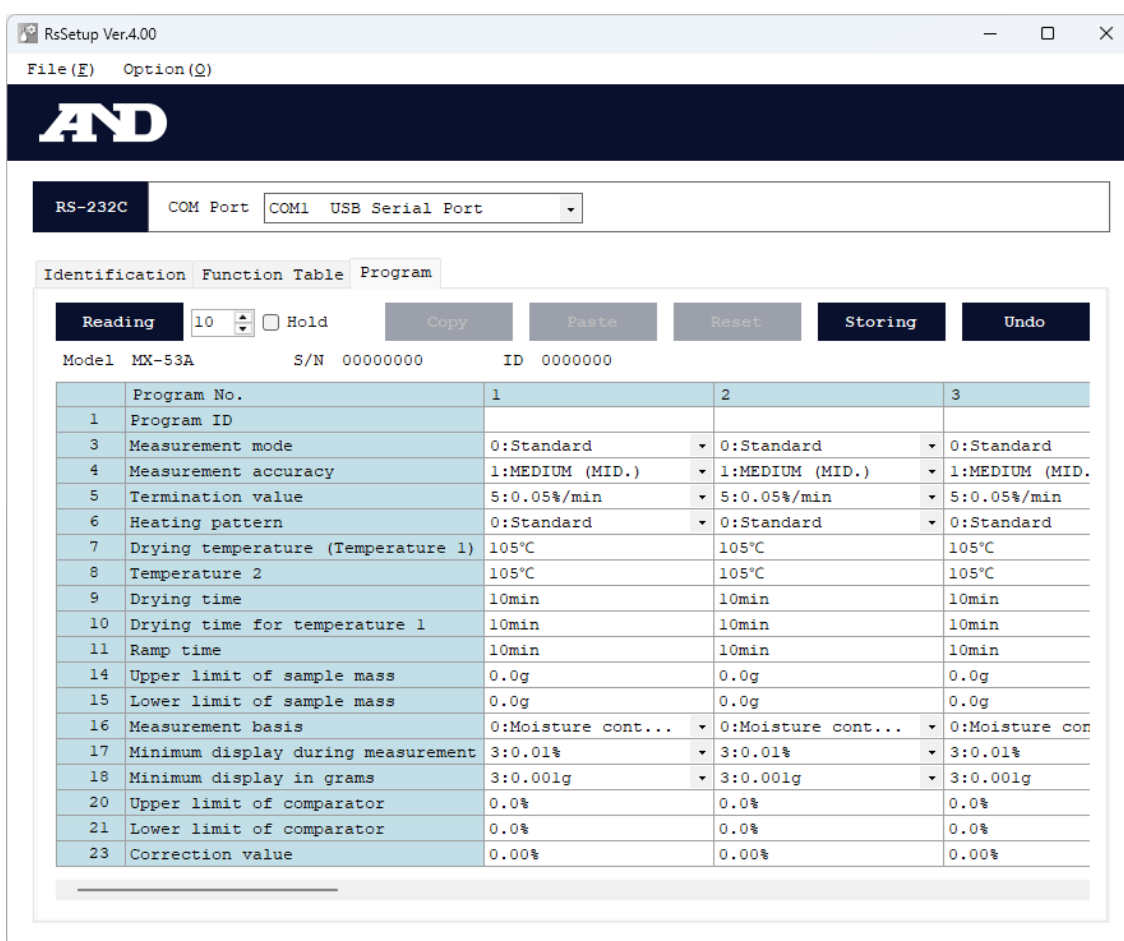 RsSetup Ver.4.00
File(F) Option(O)
AND
RS-232C COM Port COM1 USB Serial Port
Identification Function Table Program
Reading 10 Hold Copy Paste Reset Storing Undo
Model MX-53A S/N 00000000 ID 0000000
Program No. 1 2 3
1 Program ID
3 Measurement mode 0:Standard 0:Standard 0:Standard
4 Measurement accuracy 1:MEDIUM (MID.) 1:MEDIUM (MID.) 1:MEDIUM (MID.
5 Termination value 5:0.05%/min 5:0.05%/min 5:0.05%/min
6 Heating pattern 0:Standard 0:Standard 0:Standard
7 Drying temperature (Temperature 1) 105℃ 105℃ 105℃
8 Temperature 2 105℃ 105℃ 105℃
9 Drying time 10min 10min 10min
10 Drying time for temperature 1 10min 10min 10min
11 Ramp time 10min 10min 10min
14 Upper limit of sample mass 0.0g 0.0g 0.0g
15 Lower limit of sample mass 0.0g 0.0g 0.0g
16 Measurement basis 0:Moisture cont... 0:Moisture cont... 0:Moisture con
17 Minimum display during measurement 3:0.01% 3:0.01% 3:0.01%
18 Minimum display in grams 3:0.001g 3:0.001g 3:0.001g
20 Upper limit of comparator 0.0% 0.0% 0.0%
21 Lower limit of comparator 0.0% 0.0% 0.0%
23 Correction value 0.00% 0.00% 0.00%